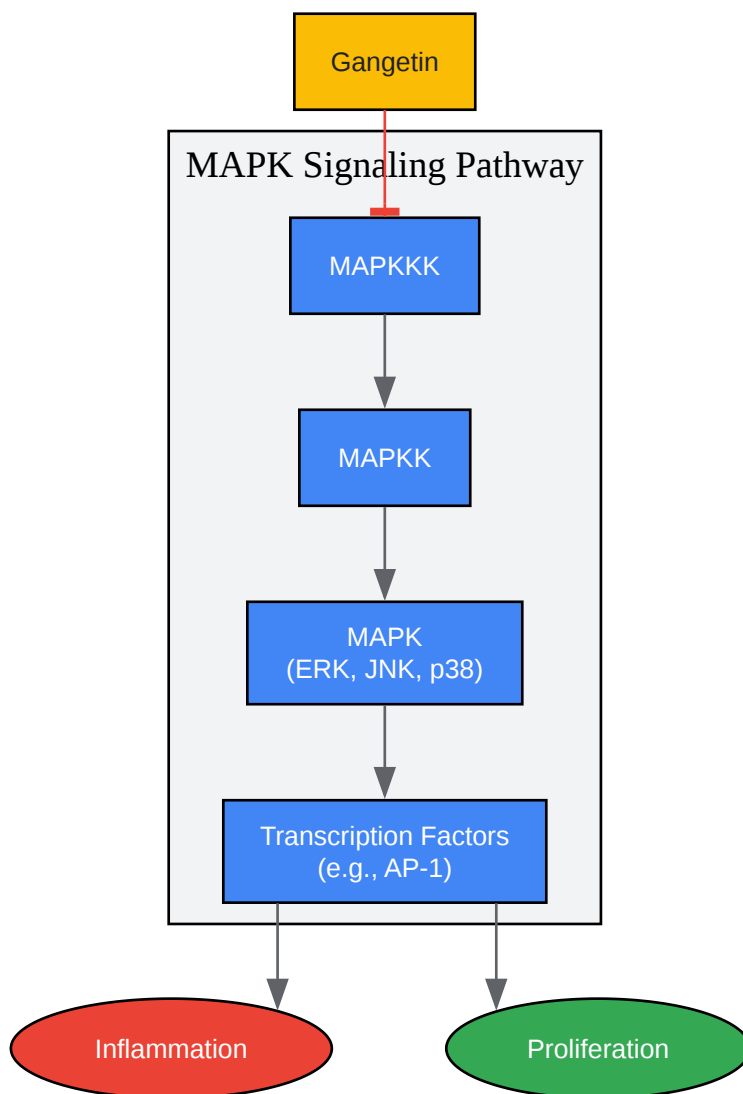 Gangetin
MAPK Signaling Pathway
MAPKKK
MAPKK
MAPK
(ERK, JNK, p38)
Transcription Factors
(e.g., AP-1)
Inflammation
Proliferation